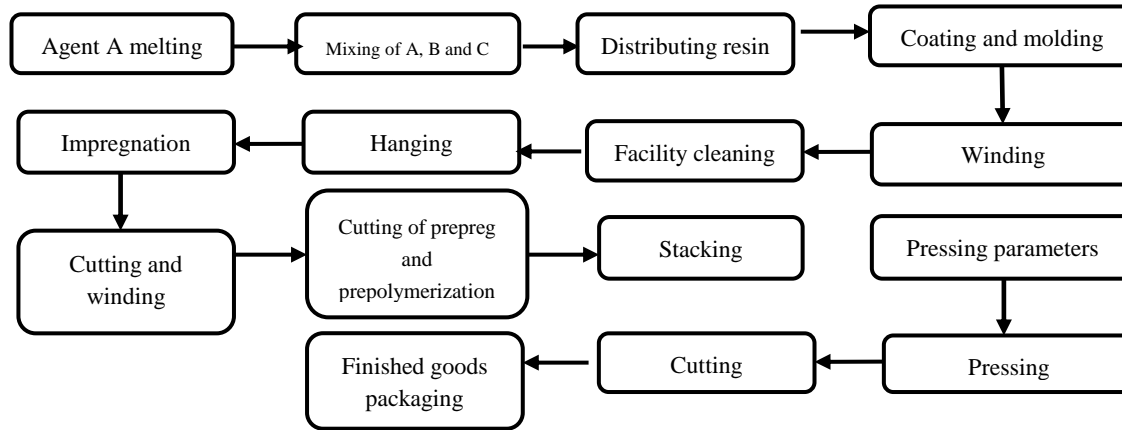 Agent A melting
Mixing of A, B and C
Distributing resin
Coating and molding
Winding
Facility cleaning
Hanging
Impregnation
Cutting and
winding
Cutting of prepreg
and
prepolymerization
Stacking
Pressing parameters
Pressing
Cutting
Finished goods
packaging